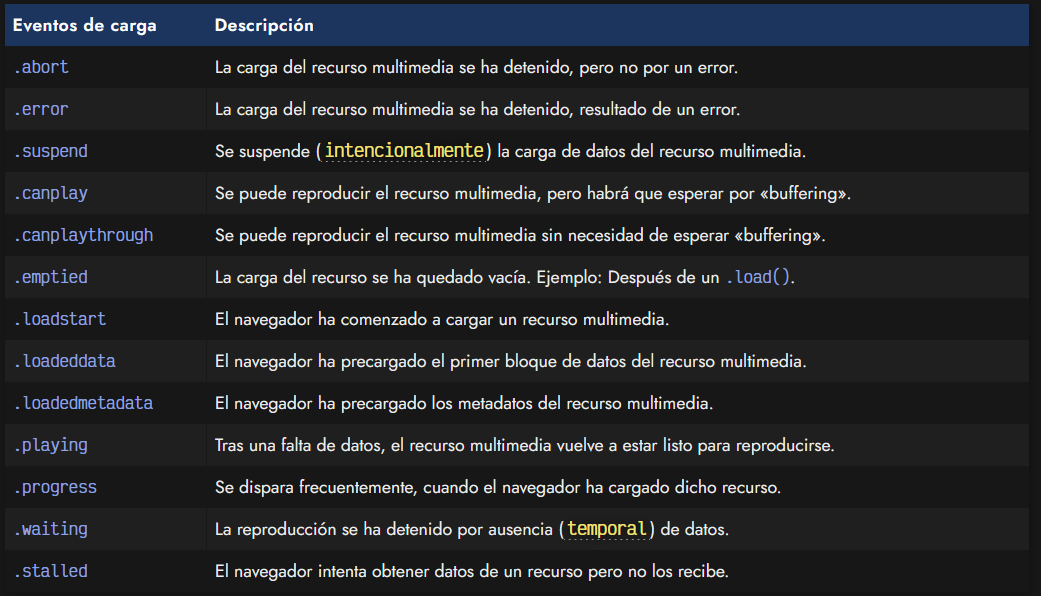 Eventos de carga Descripción
.abort La carga del recurso multimedia se ha detenido, pero no por un error.
.error La carga del recurso multimedia se ha detenido, resultado de un error.
.suspend Se suspende (intencionalmente) la carga de datos del recurso multimedia.
.canplay Se puede reproducir el recurso multimedia, pero habrá que esperar por «buffering».
.canplaythrough Se puede reproducir el recurso multimedia sin necesidad de esperar «buffering».
.emptied La carga del recurso se ha quedado vacía. Ejemplo: Después de un .load().
.loadstart El navegador ha comenzado a cargar un recurso multimedia.
.loadeddata El navegador ha precargado el primer bloque de datos del recurso multimedia.
.loadedmetadata El navegador ha precargado los metadatos del recurso multimedia.
.playing Tras una falta de datos, el recurso multimedia vuelve a estar listo para reproducirse.
.progress Se dispara frecuentemente, cuando el navegador ha cargado dicho recurso.
.waiting La reproducción se ha detenido por ausencia (temporal) de datos.
.stalled El navegador intenta obtener datos de un recurso pero no los recibe.